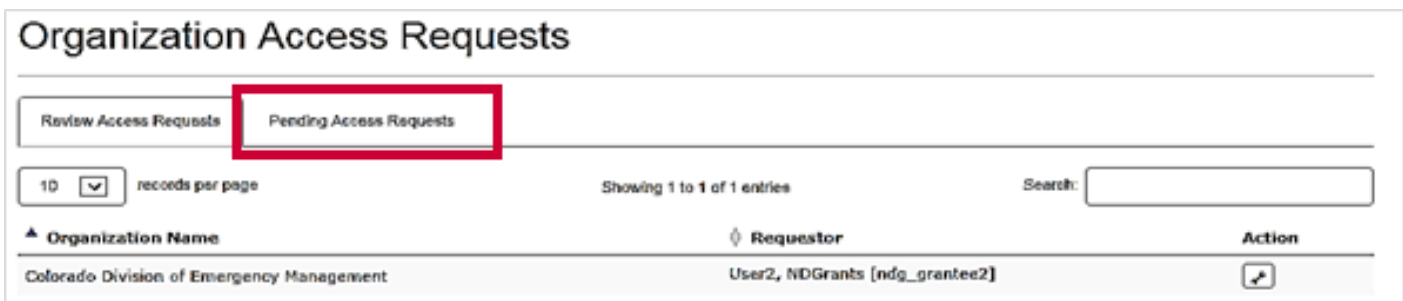 Organization Access Requests
Review Access Requests Pending Access Requests
10 records per page Showing 1 to 1 of 1 entries Search:
Organization Name Requestor Action
Colorado Division of Emergency Management User2, NDGrants [ndg_grantee2]